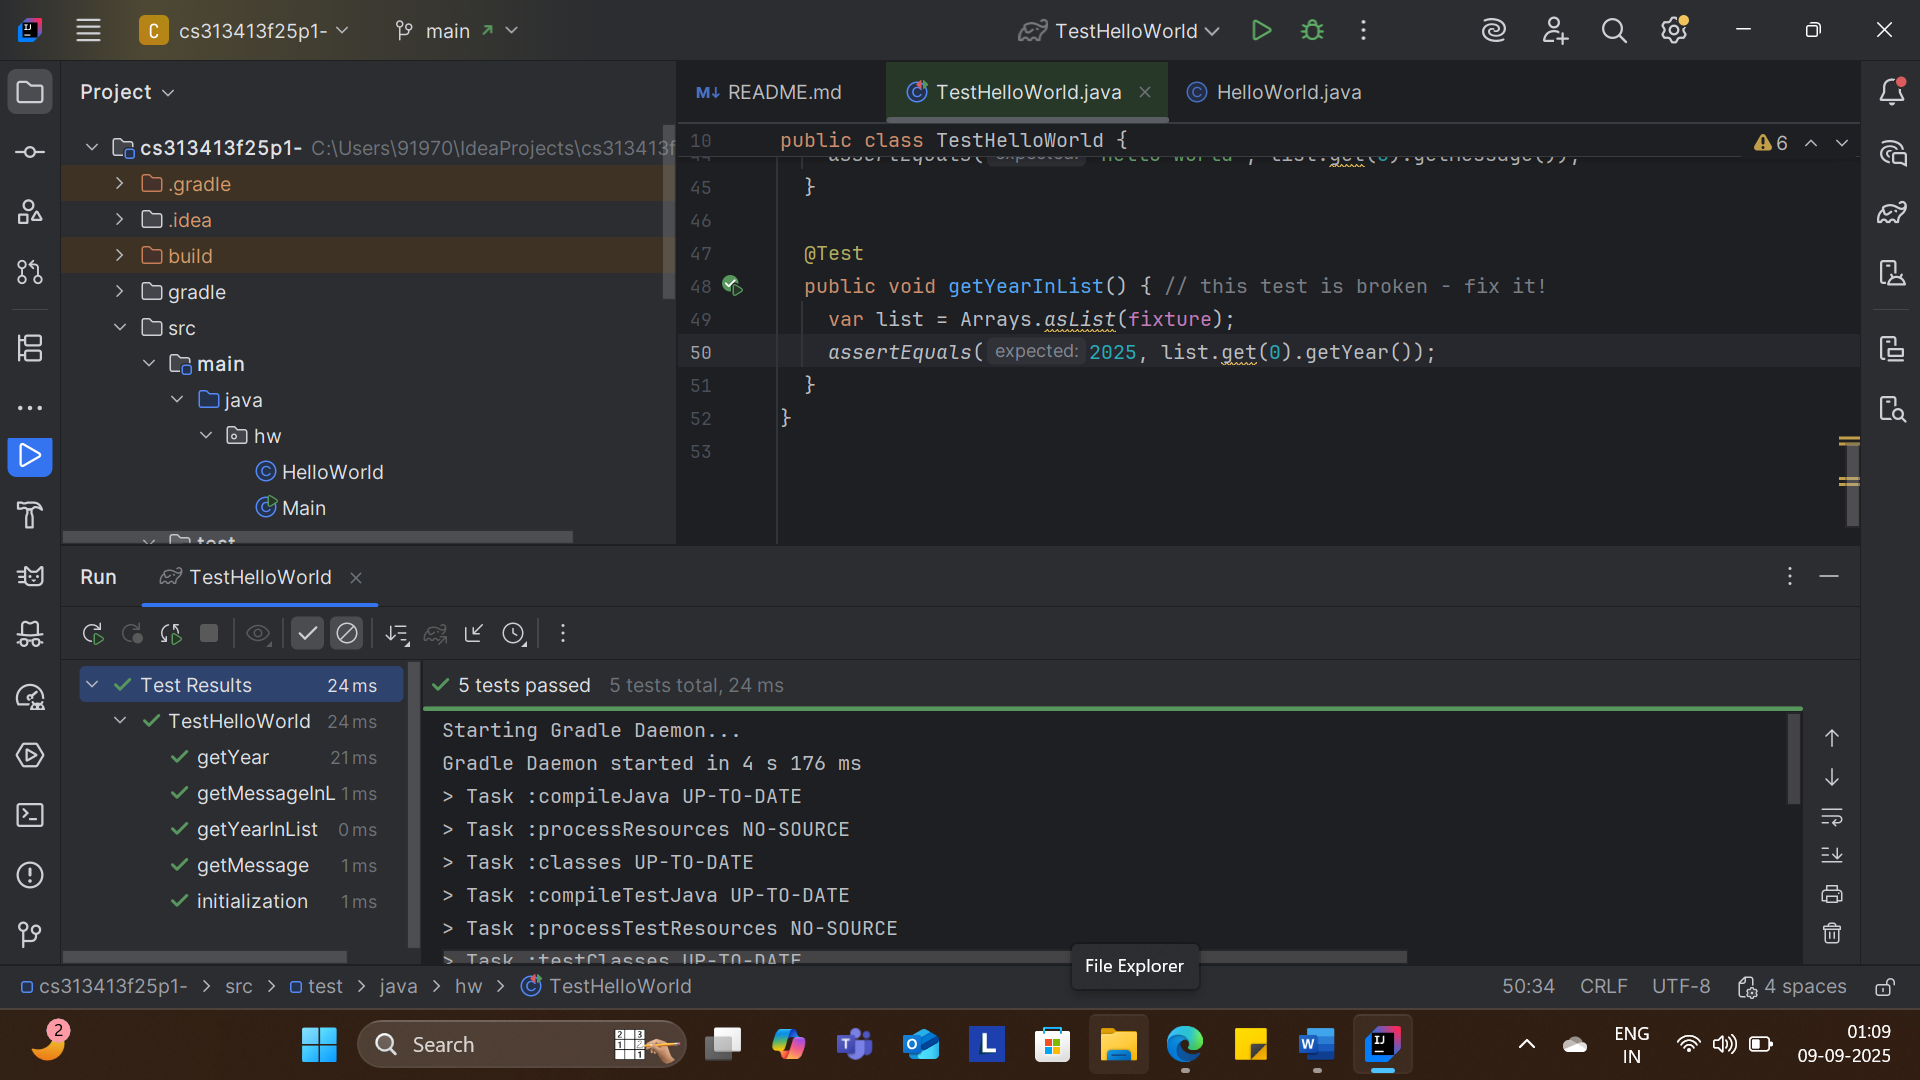 C cs313413f25p1-
main
TestHelloWorld
Project
cs313413f25p1- C:\Users\91970\IdeaProjects\cs313413f
.gradle
.idea
build
gradle
src
main
java
hw
HelloWorld
Main
test
M↓ README.md
TestHelloWorld.java
HelloWorld.java
10 public class TestHelloWorld {
6
45 }
46
47 @Test
48 public void getYearInList() { // this test is broken - fix it!
49 var list = Arrays.asList(fixture);
50 assertEquals( expected: 2025, list.get(0).getYear());
51 }
52 }
53
Run TestHelloWorld
Test Results 24 ms
TestHelloWorld 24 ms
getYear 21 ms
getMessageInL 1 ms
getYearInList 0 ms
getMessage 1 ms
initialization 1 ms
5 tests passed 5 tests total, 24 ms
Starting Gradle Daemon...
Gradle Daemon started in 4 s 176 ms
> Task :compileJava UP-TO-DATE
> Task :processResources NO-SOURCE
> Task :classes UP-TO-DATE
> Task :compileTestJava UP-TO-DATE
> Task :processTestResources NO-SOURCE
> Task :testClasses UP-TO-DATE
File Explorer
cs313413f25p1- > src > test > java > hw > TestHelloWorld
50:34 CRLF UTF-8 4 spaces
2
Search
ENG
IN
01:09
09-09-2025